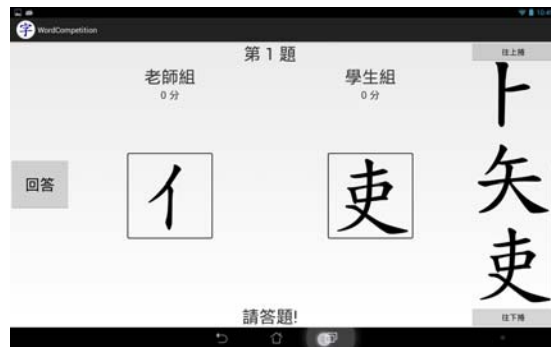 字 WordCompetition
第 1 題
往上捲
老師組
學生組
0 分
0 分
卜
矢
吏
回答
亻
吏
請答題!
往下捲